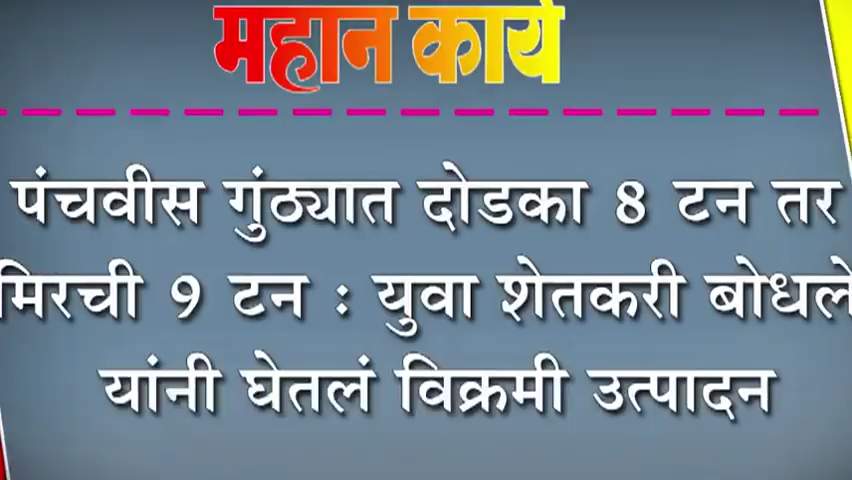 महान कार्य
पंचवीस गुंठ्यात दोडका 8 टन तर
मिरची 9 टन : युवा शेतकरी बोधले
यांनी घेतलं विक्रमी उत्पादन